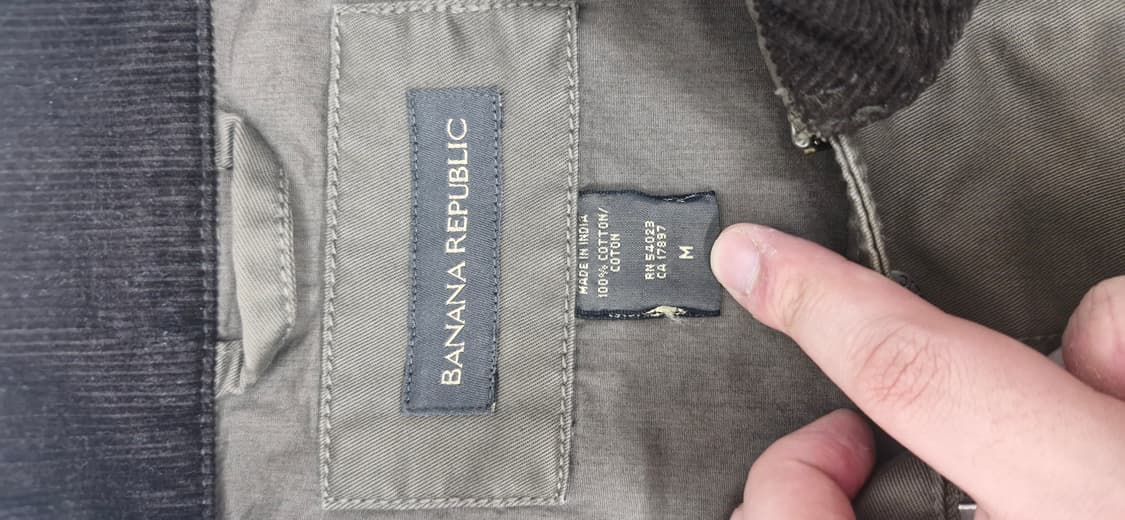 BANANA REPUBLIC
MADE IN INDIA
100% COTTON/
COTON
RN 54023
CA 17897
M